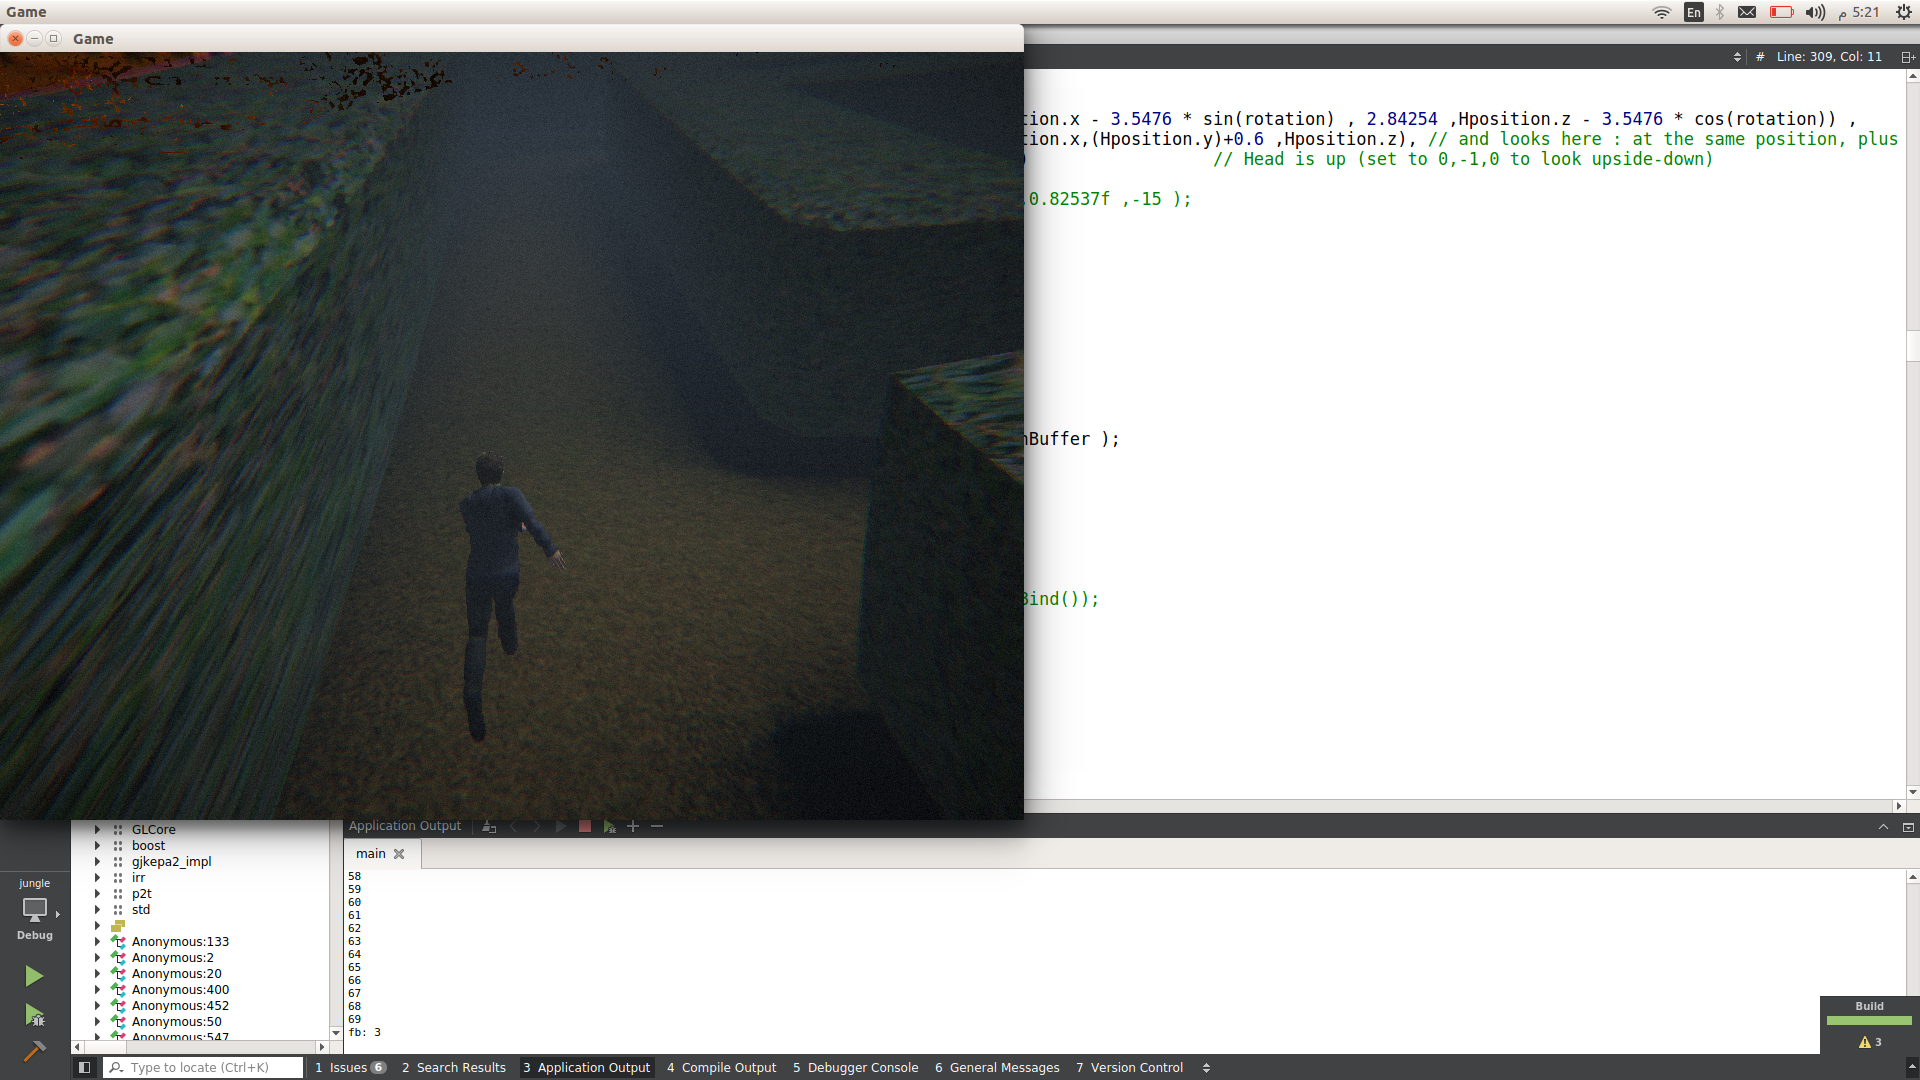 Game
En
5:21 م
Game
# Line: 309, Col: 11
tion.x - 3.5476 * sin(rotation) , 2.84254 ,Hposition.z - 3.5476 * cos(rotation)) ,
tion.x,(Hposition.y)+0.6 ,Hposition.z), // and looks here : at the same position, plus
) // Head is up (set to 0,-1,0 to look upside-down)
0.82537f ,-15 );
nBuffer );
Bind());
Application Output
GLCore
boost
gjkepa2_impl
irr
p2t
std
Anonymous:133
Anonymous:2
Anonymous:20
Anonymous:400
Anonymous:452
Anonymous:50
Anonymous:547
jungle
Debug
main
58
59
60
61
62
63
64
65
66
67
68
69
fb: 3
Build
3
Type to locate (Ctrl+K)
1 Issues 6
2 Search Results
3 Application Output
4 Compile Output
5 Debugger Console
6 General Messages
7 Version Control